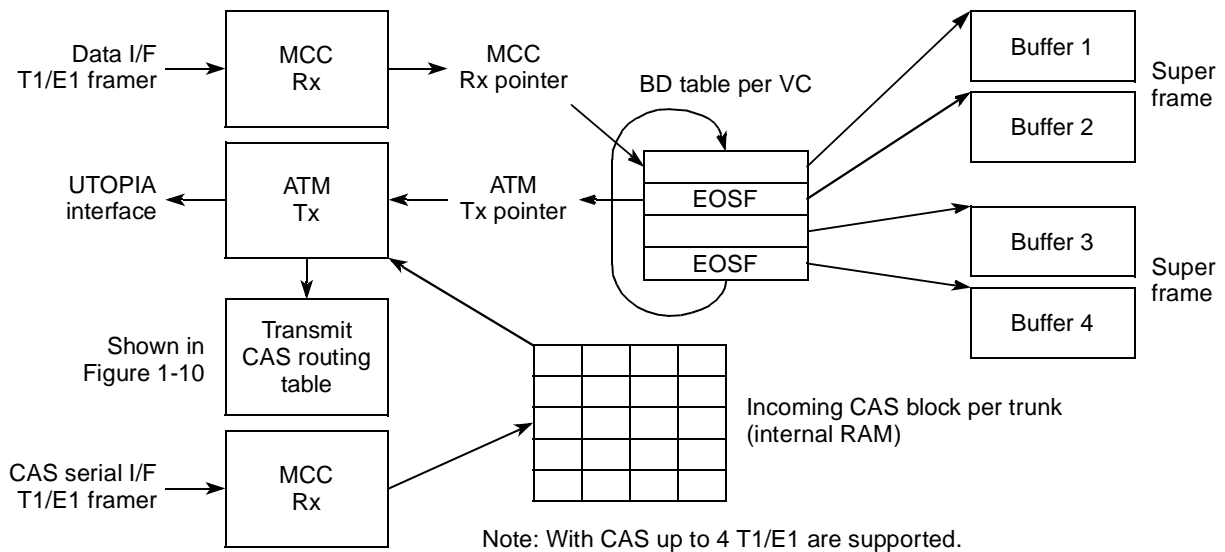 Data I/F
T1/E1 framer
MCC
Rx
MCC
Rx pointer
BD table per VC
Buffer 1
Buffer 2
Super
frame
UTOPIA
interface
ATM
Tx
ATM
Tx pointer
EOSF
EOSF
Buffer 3
Buffer 4
Super
frame
Shown in
Figure 1-10
Transmit
CAS routing
table
Incoming CAS block per trunk
(internal RAM)
CAS serial I/F
T1/E1 framer
MCC
Rx
Note: With CAS up to 4 T1/E1 are supported.